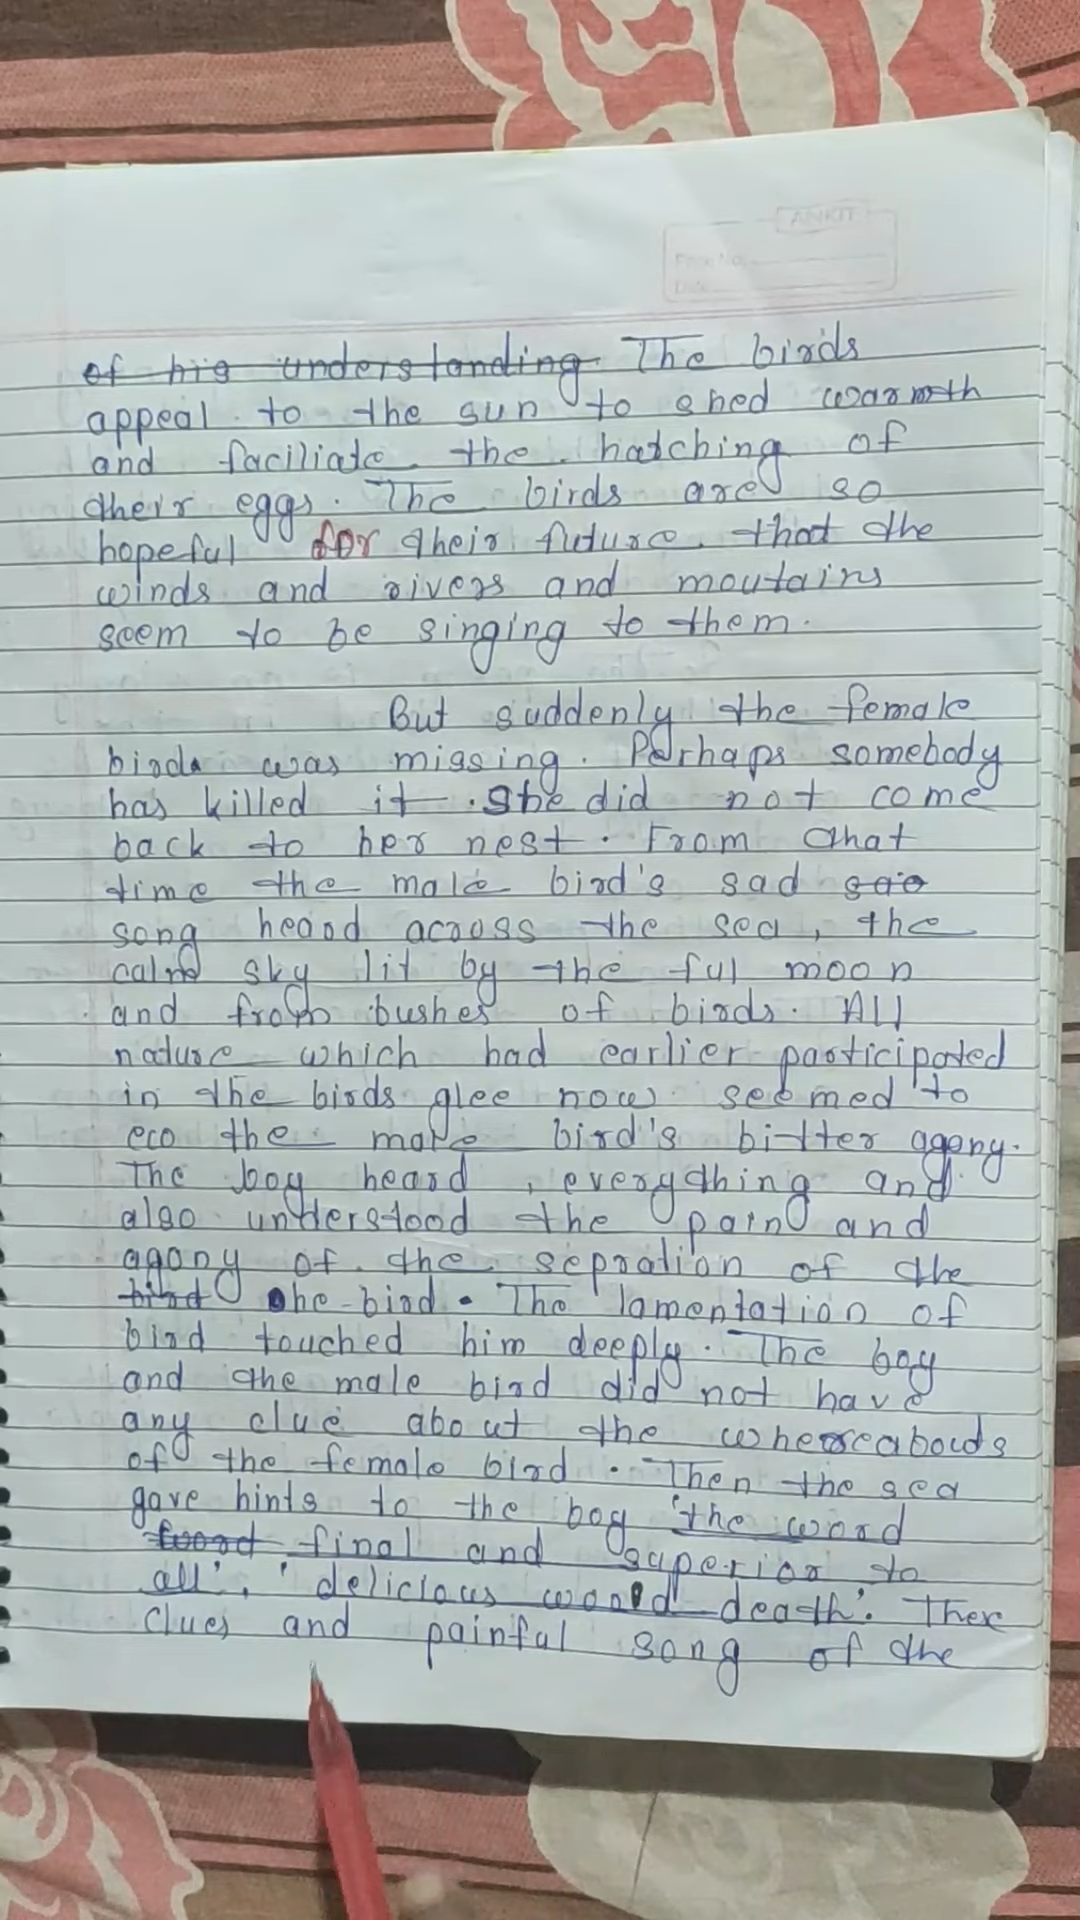 ANKIT
Page No.
Date
of his understanding. The birds
appeal to the sun to shed warmth
and faciliate the hatching of
their eggs. The birds are so
hopeful for their future that the
winds and rivers and moutains
seem to be singing to them.
But suddenly the female
birds was missing. Perhaps somebody
has killed it. She did not come
back to her nest. From that
time the male bird's sad soo
song heard across the sea, the
calm sky lit by the ful moon
and from bushes of birds. All
nature which had earlier participated
in the birds glee now seemed to
eco the male bird's bitter agony.
The boy heard, everything and
also understood the pain and
agony of the sepration of the
bird the bird. The lamentation of
bird touched him deeply. The boy
and the male bird did not have
any clue about the whereabouts
of the female bird. Then the sea
gave hints to the boy 'the word
word final and superior to
all', 'delicious word death'. These
clues and painful song of the